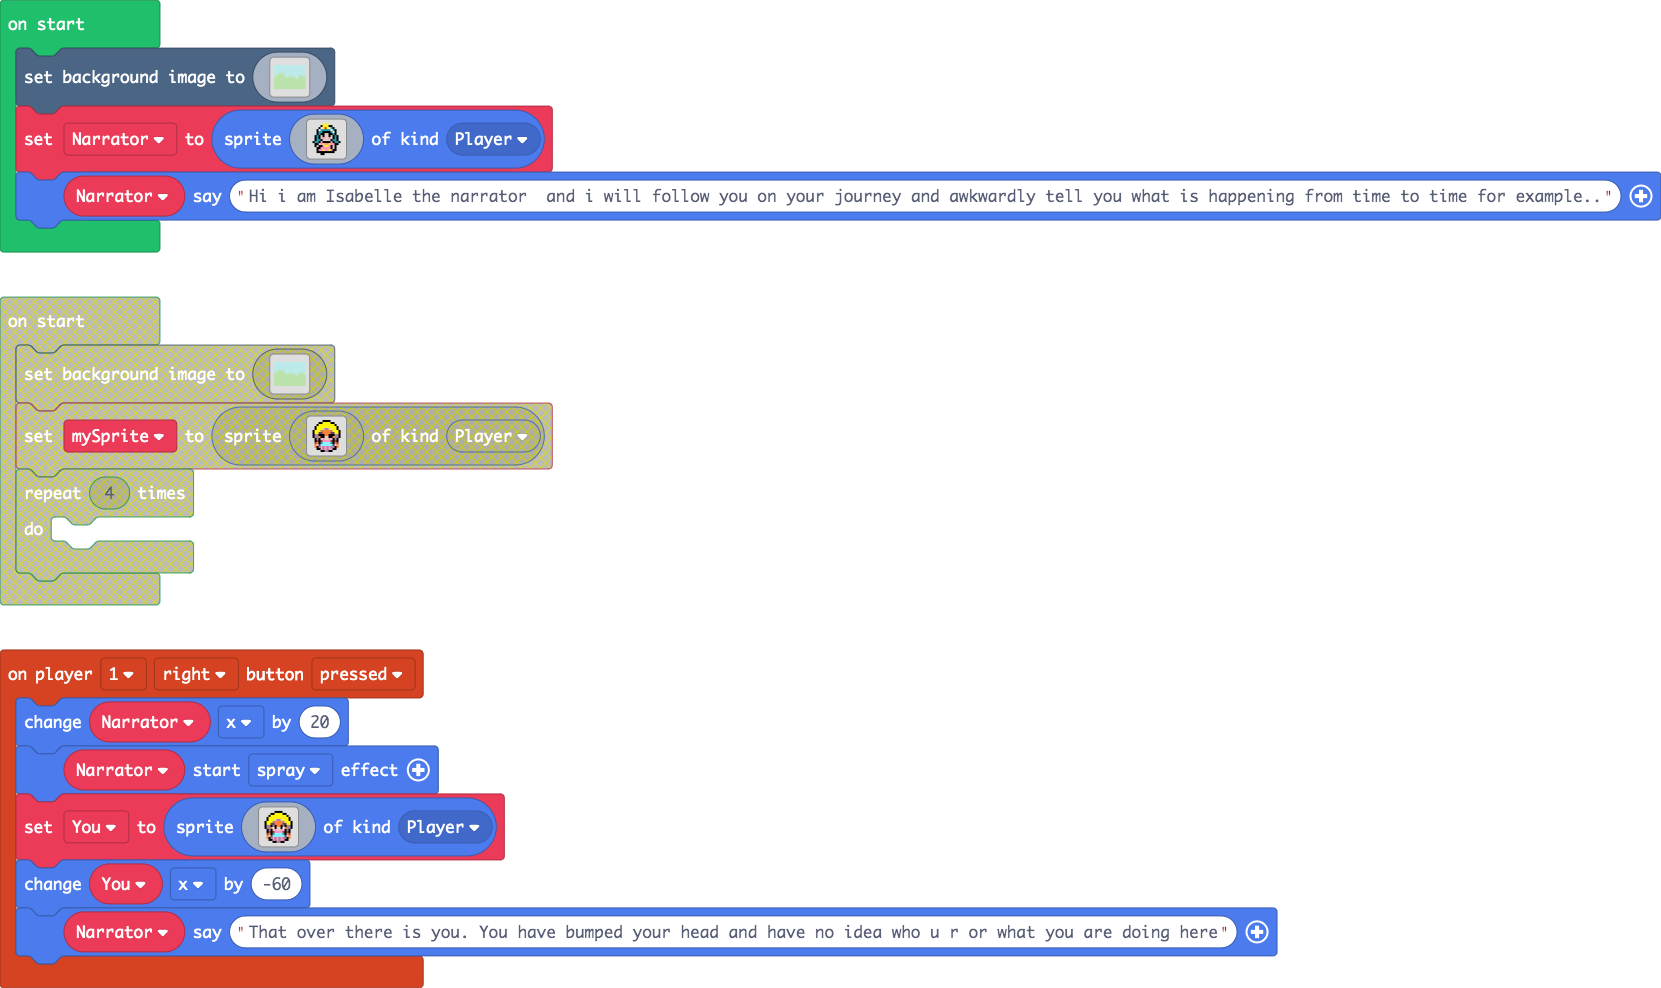 on start
set background image to
set Narrator to sprite of kind Player
Narrator say "Hi i am Isabelle the narrator  and i will follow you on your journey and awkwardly tell you what is happening from time to time for example.."
on start
set background image to
set mySprite to sprite of kind Player
repeat 4 times
do
on player 1 right button pressed
change Narrator x by 20
Narrator start spray effect
set You to sprite of kind Player
change You x by -60
Narrator say "That over there is you. You have bumped your head and have no idea who u r or what you are doing here"